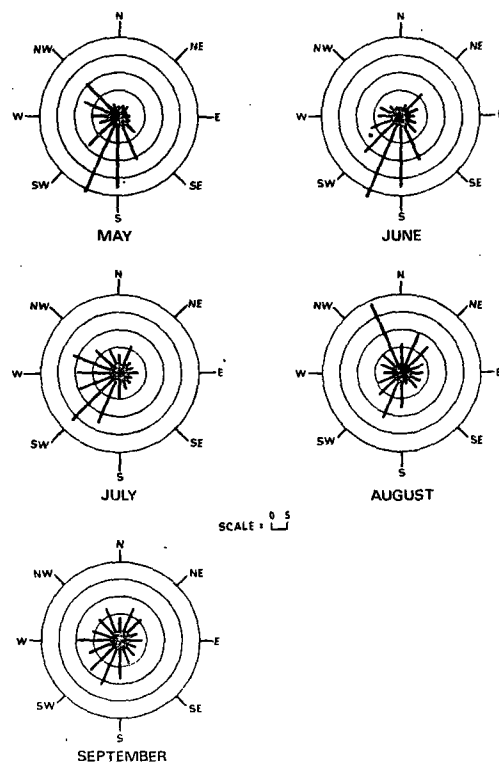 N N
NW NE NW NE
W E W
SW SE SW SE
S S
MAY JUNE
N N
NW NE NW NE
W E W E
SW SE SW SE
S S
JULY AUGUST
0 5
SCALE =
N
NW NE
W E
SW SE
S
SEPTEMBER